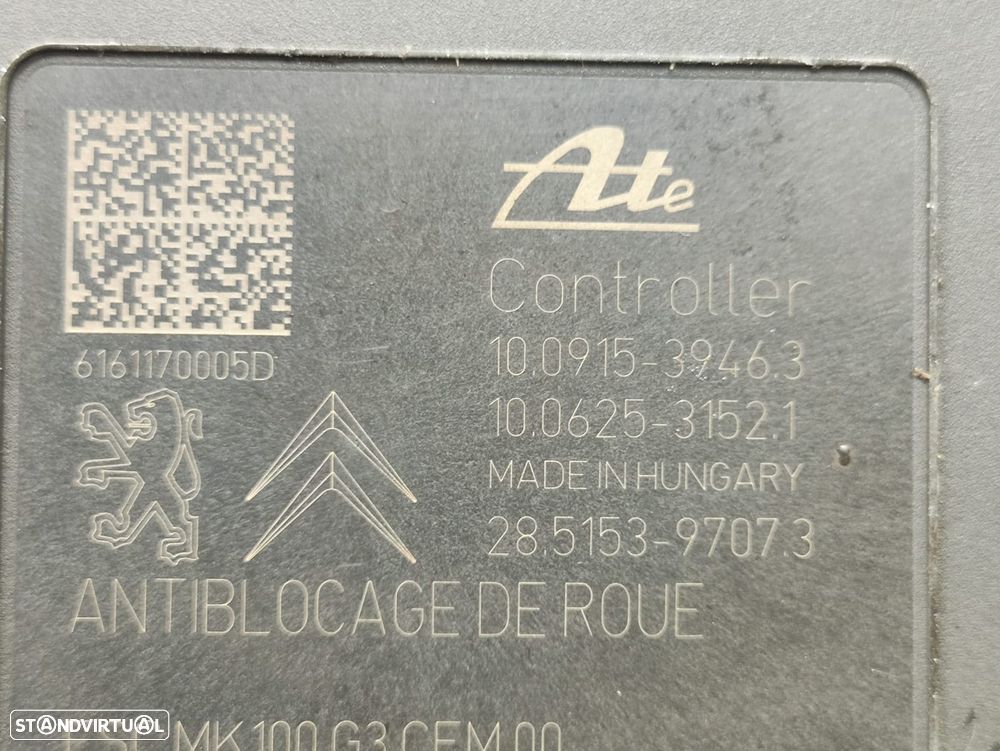 Ate
Controller
10.0915-3946.3
6161170005D
10.0625-3152.1
MADE IN HUNGARY
28.5153-9707.3
ANTIBLOCAGE DE ROUE
MK100 G3 CEM 00
STANDVIRTUAL